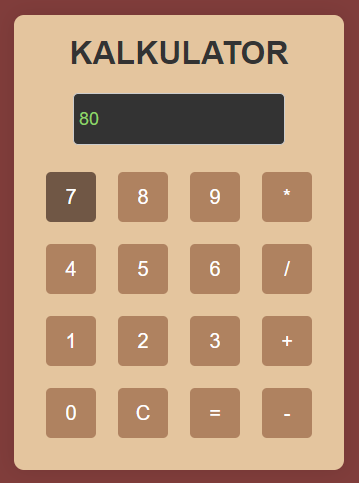 KALKULATOR
80
7 8 9 *
4 5 6 /
1 2 3 +
0 C = -